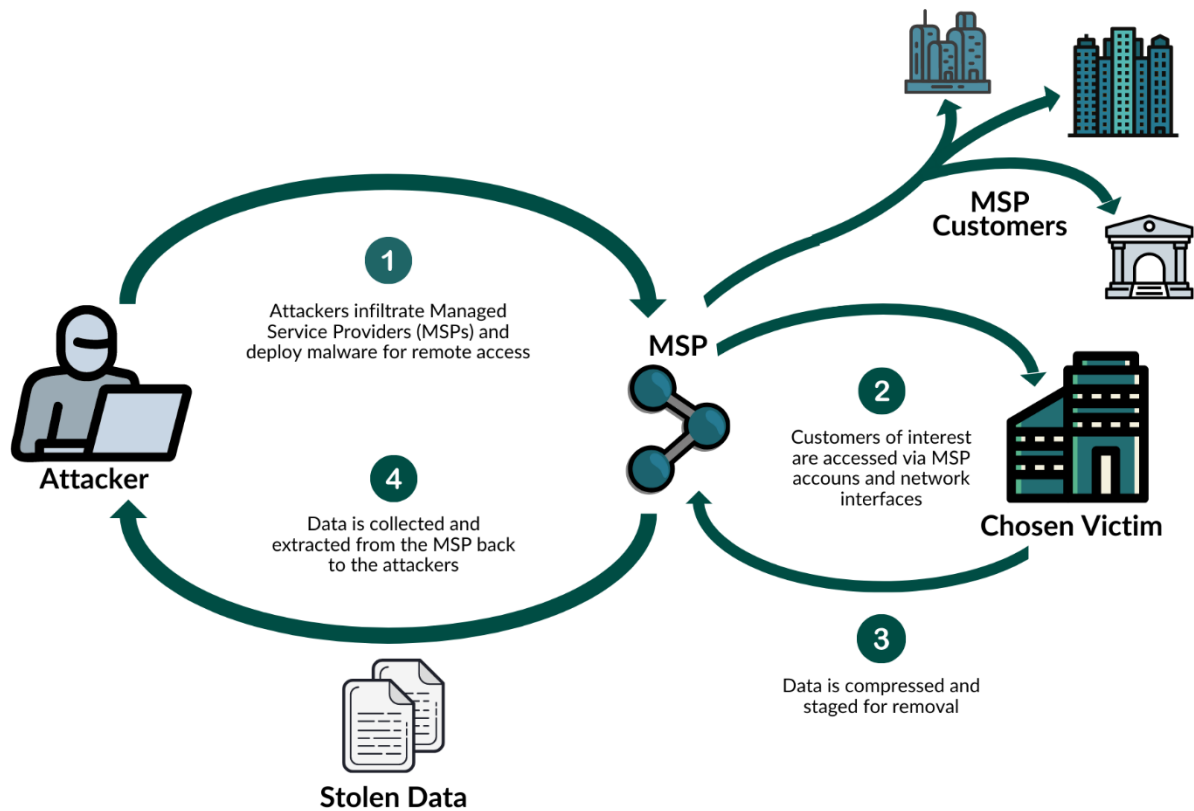 MSP
Customers
1
Attackers infiltrate Managed
Service Providers (MSPs) and
deploy malware for remote access
MSP
2
Customers of interest
are accessed via MSP
accouns and network
interfaces
Attacker
4
Data is collected and
extracted from the MSP back
to the attackers
Chosen Victim
3
Data is compressed and
staged for removal
Stolen Data